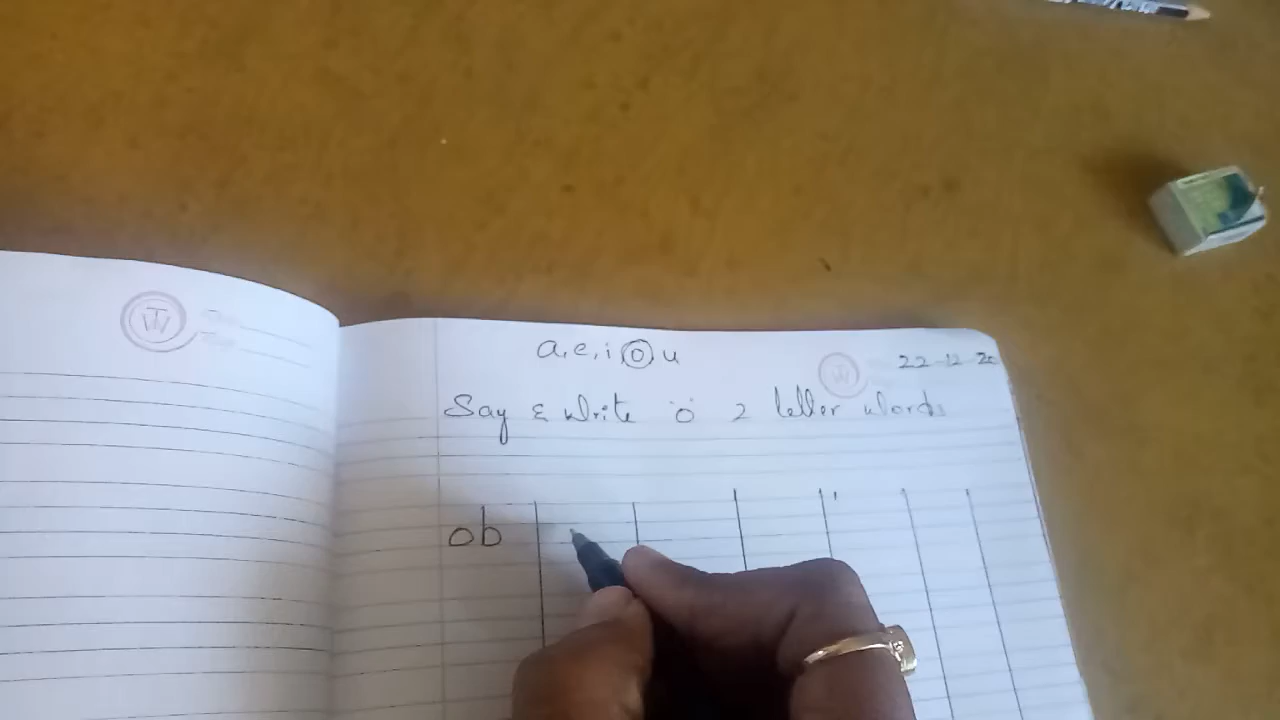 a, e, i o u
22-12-20
Say & Write "o" 2 letter words
ob